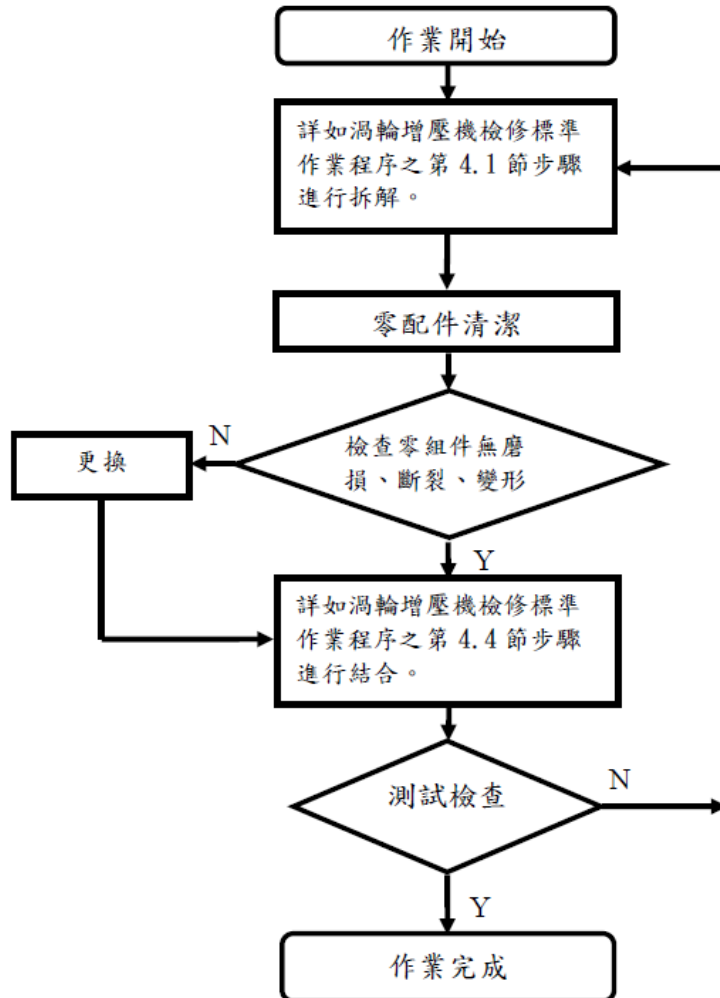 作業開始
詳如渦輪增壓機檢修標準
作業程序之第 4.1 節步驟
進行拆解。
零配件清潔
檢查零組件無磨
損、斷裂、變形
N
更換
Y
詳如渦輪增壓機檢修標準
作業程序之第 4.4 節步驟
進行結合。
測試檢查
N
Y
作業完成